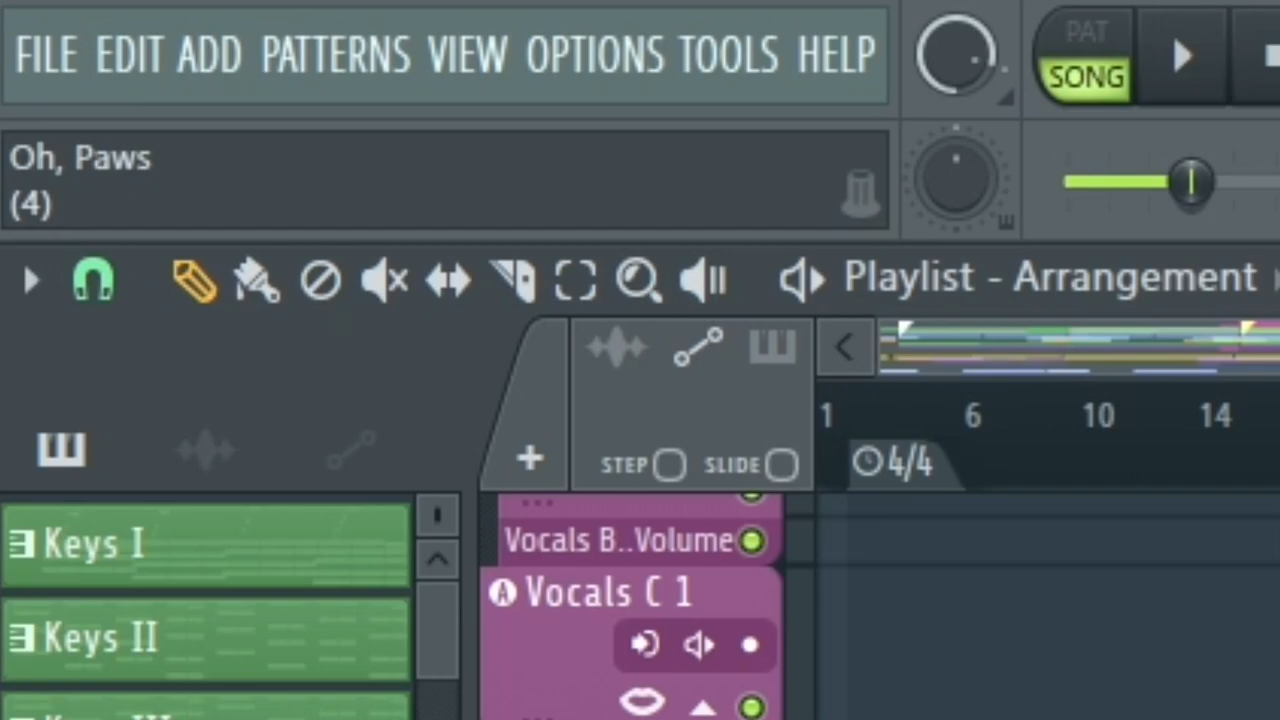 FILE EDIT ADD PATTERNS VIEW OPTIONS TOOLS HELP
PAT
SONG
Oh, Paws
(4)
Playlist - Arrangement
STEP SLIDE
1 6 10 14
4/4
Keys I
Keys II
Vocals B..Volume
Vocals C 1